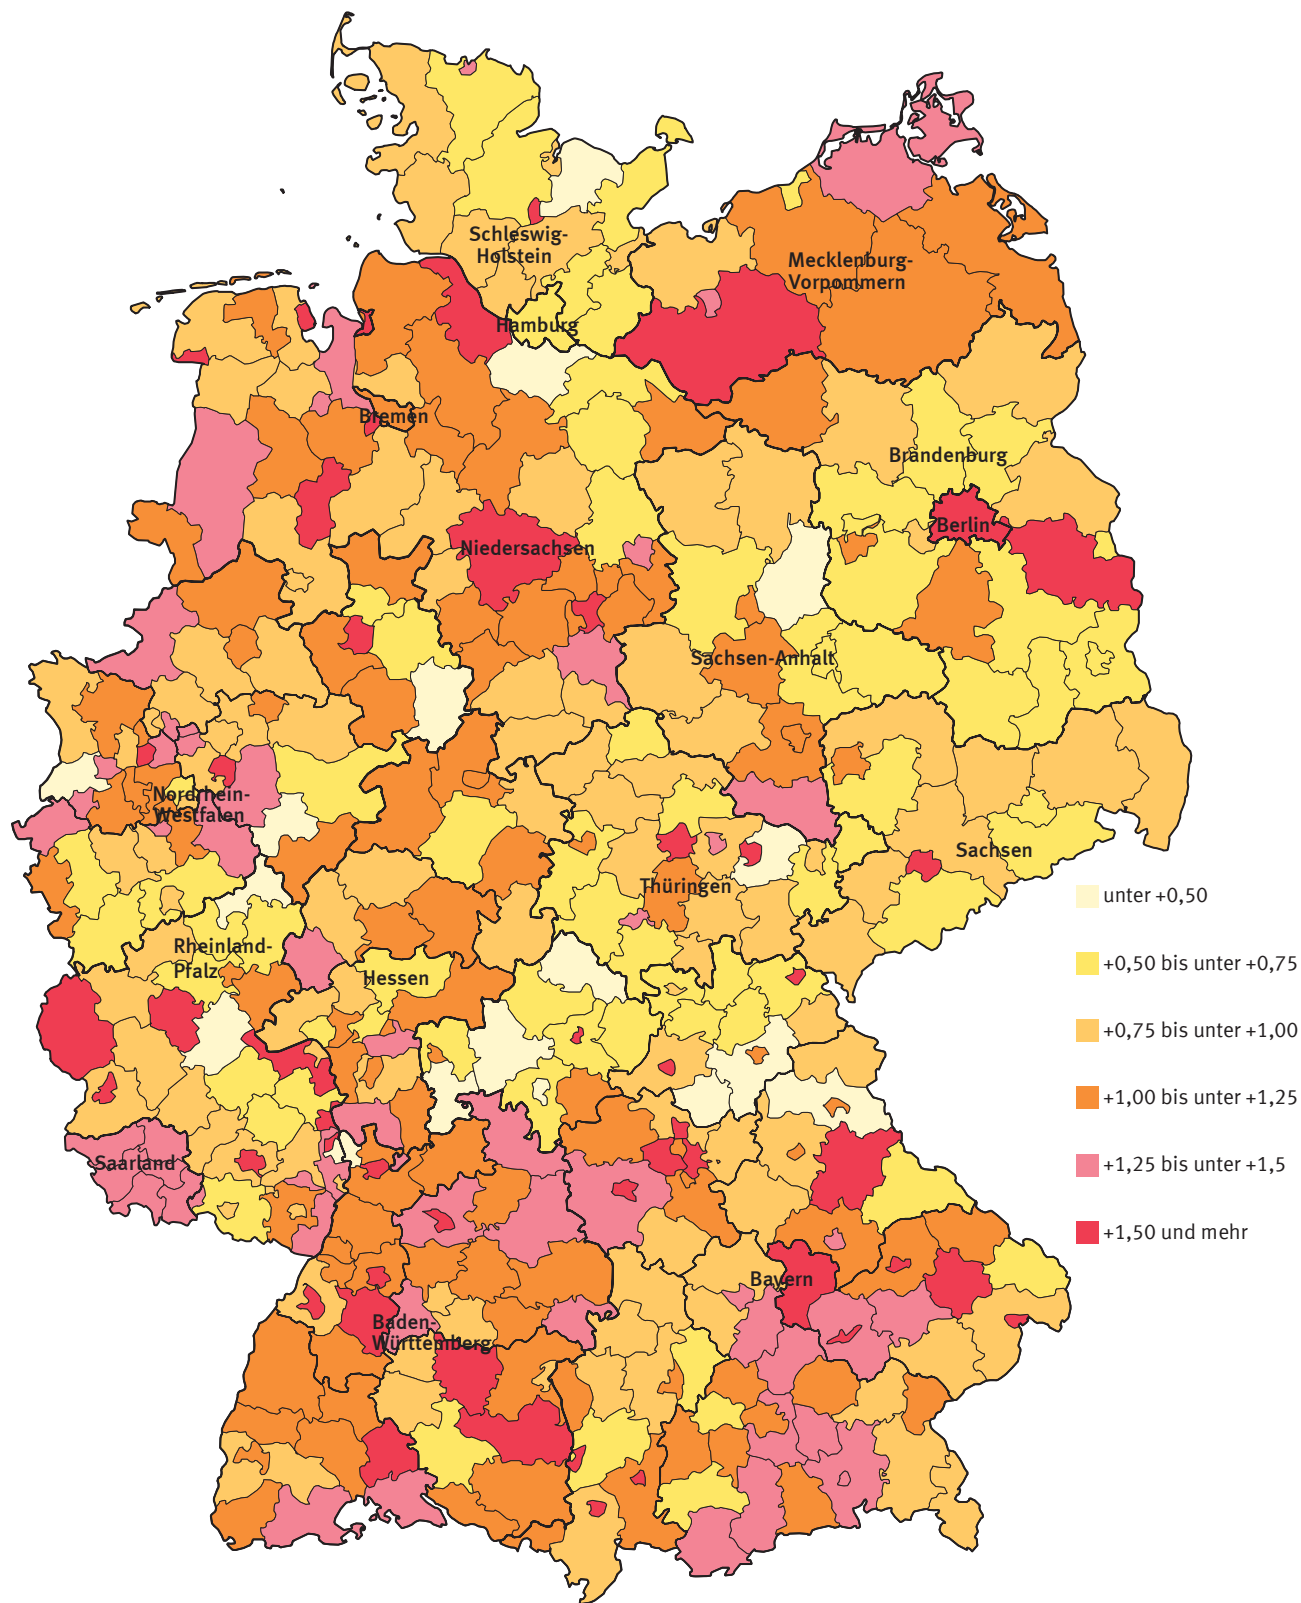 Schleswig-
Holstein
Mecklenburg-
Vorpommern
Hamburg
Bremen
Brandenburg
Berlin
Niedersachsen
Sachsen-Anhalt
Nordrhein-
Westfalen
Sachsen
Thüringen
Rheinland-
Pfalz
Hessen
Saarland
Bayern
Baden-
Württemberg
unter +0,50
+0,50 bis unter +0,75
+0,75 bis unter +1,00
+1,00 bis unter +1,25
+1,25 bis unter +1,5
+1,50 und mehr